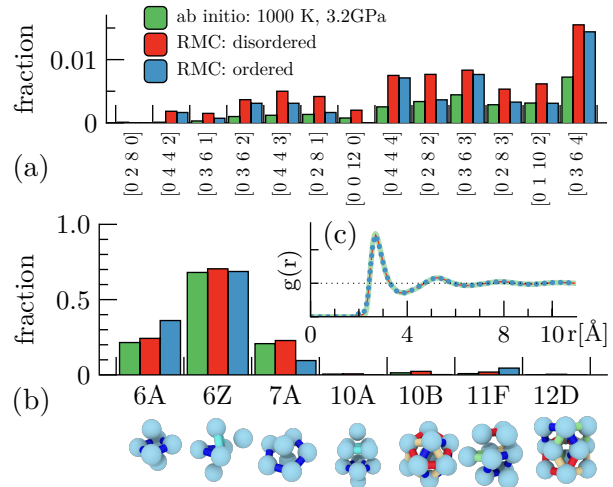 ab initio: 1000 K, 3.2GPa
RMC: disordered
RMC: ordered
fraction
0.01
0
[0 2 8 0]
[0 4 4 2]
[0 3 6 1]
[0 3 6 2]
[0 4 4 3]
[0 2 8 1]
[0 0 12 0]
[0 4 4 4]
[0 2 8 2]
[0 3 6 3]
[0 2 8 3]
[0 1 10 2]
[0 3 6 4]
(a)
1.0
0.5
0
fraction
(c)
g(r)
0 4 8 r[Å]
6A 6Z 7A 10A 10B 11F 12D
(b)